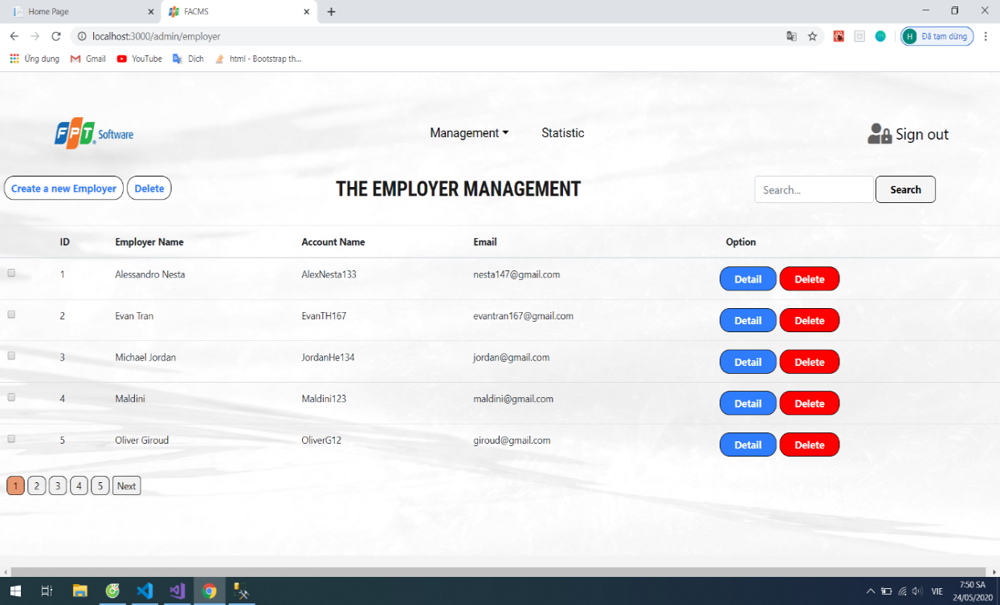 Home Page
FACMS
localhost:3000/admin/employer
H Đã tạm dừng
Ứng dụng Gmail YouTube Dịch html - Bootstrap th...
FPT Software
Management Statistic
Sign out
Create a new Employer Delete
THE EMPLOYER MANAGEMENT
Search... Search
ID Employer Name Account Name Email Option
1 Alessandro Nesta AlexNesta133 nesta147@gmail.com Detail Delete
2 Evan Tran EvanTH167 evantran167@gmail.com Detail Delete
3 Michael Jordan JordanHe134 jordan@gmail.com Detail Delete
4 Maldini Maldini123 maldini@gmail.com Detail Delete
5 Oliver Giroud OliverG12 giroud@gmail.com Detail Delete
1 2 3 4 5 Next
VIE
7:50 SA
24/05/2020